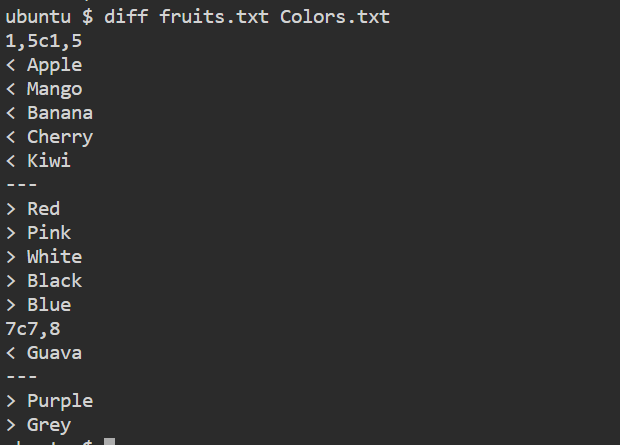 ubuntu $ diff fruits.txt Colors.txt
1,5c1,5
< Apple
< Mango
< Banana
< Cherry
< Kiwi
---
> Red
> Pink
> White
> Black
> Blue
7c7,8
< Guava
---
> Purple
> Grey
ubuntu $